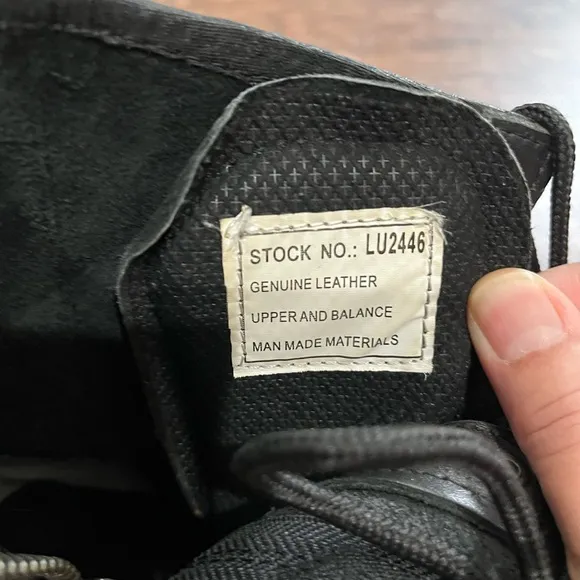 STOCK NO.: LU2446
GENUINE LEATHER
UPPER AND BALANCE
MAN MADE MATERIALS